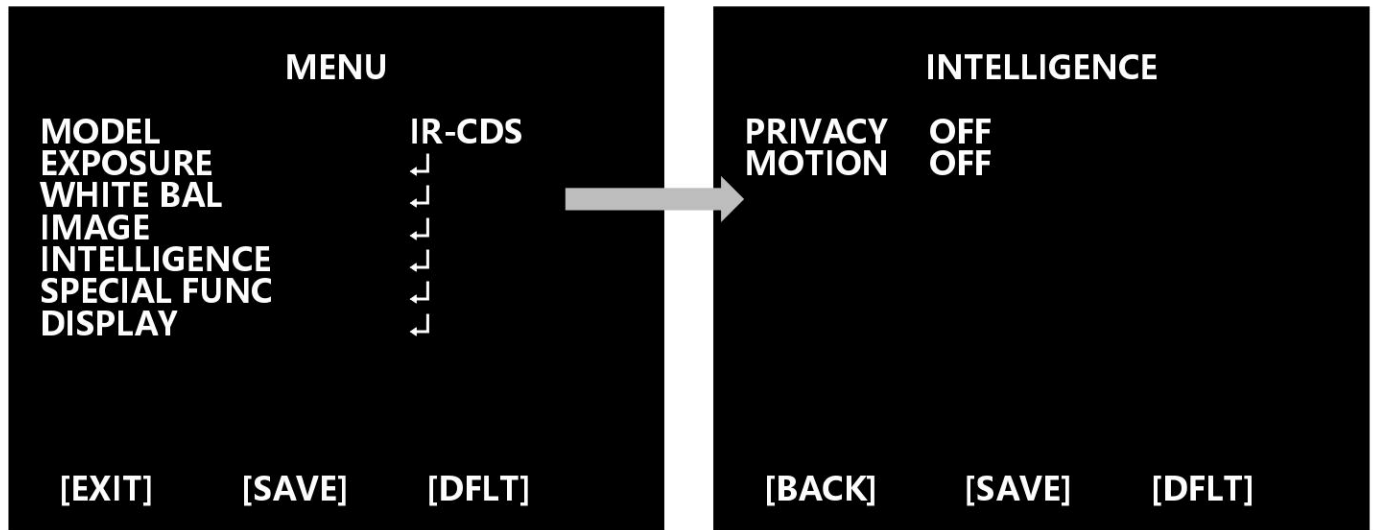 MENU
MODEL IR-CDS
EXPOSURE ↵
WHITE BAL ↵
IMAGE ↵
INTELLIGENCE ↵
SPECIAL FUNC ↵
DISPLAY ↵
[EXIT] [SAVE] [DFLT]
INTELLIGENCE
PRIVACY OFF
MOTION OFF
[BACK] [SAVE] [DFLT]